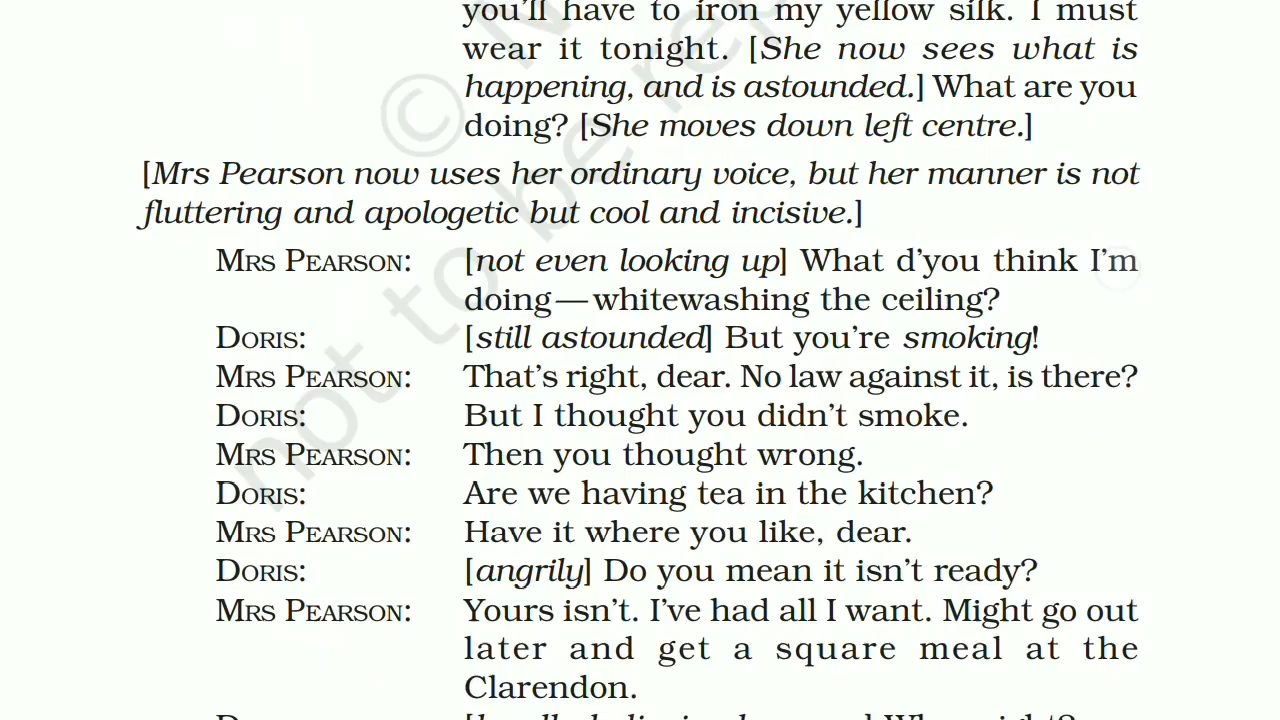 you'll have to iron my yellow silk. I must
wear it tonight. [She now sees what is
happening, and is astounded.] What are you
doing? [She moves down left centre.]
[Mrs Pearson now uses her ordinary voice, but her manner is not
fluttering and apologetic but cool and incisive.]
MRS PEARSON: [not even looking up] What d'you think I'm
doing—whitewashing the ceiling?
DORIS: [still astounded] But you're smoking!
MRS PEARSON: That's right, dear. No law against it, is there?
DORIS: But I thought you didn't smoke.
MRS PEARSON: Then you thought wrong.
DORIS: Are we having tea in the kitchen?
MRS PEARSON: Have it where you like, dear.
DORIS: [angrily] Do you mean it isn't ready?
MRS PEARSON: Yours isn't. I've had all I want. Might go out
later and get a square meal at the
Clarendon.
© N
not to be rep